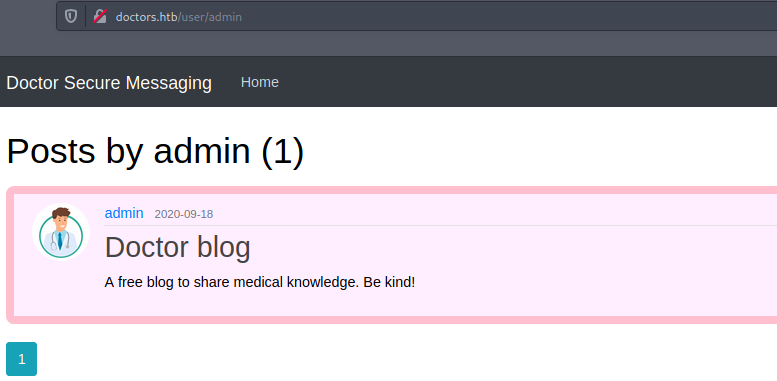 doctors.htb/user/admin
Doctor Secure Messaging Home
Posts by admin (1)
admin 2020-09-18
Doctor blog
A free blog to share medical knowledge. Be kind!
1